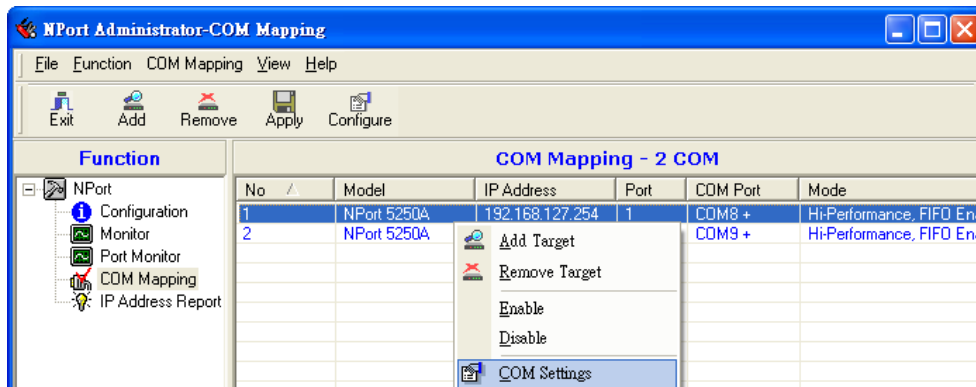 NPort Administrator-COM Mapping
File Function COM Mapping View Help
Exit Add Remove Apply Configure
Function
COM Mapping - 2 COM
NPort
Configuration
Monitor
Port Monitor
COM Mapping
IP Address Report
No Model IP Address Port COM Port Mode
1 NPort 5250A 192.168.127.254 1 COM8 + Hi-Performance, FIFO En
2 NPort 5250A COM9 + Hi-Performance, FIFO En
Add Target
Remove Target
Enable
Disable
COM Settings